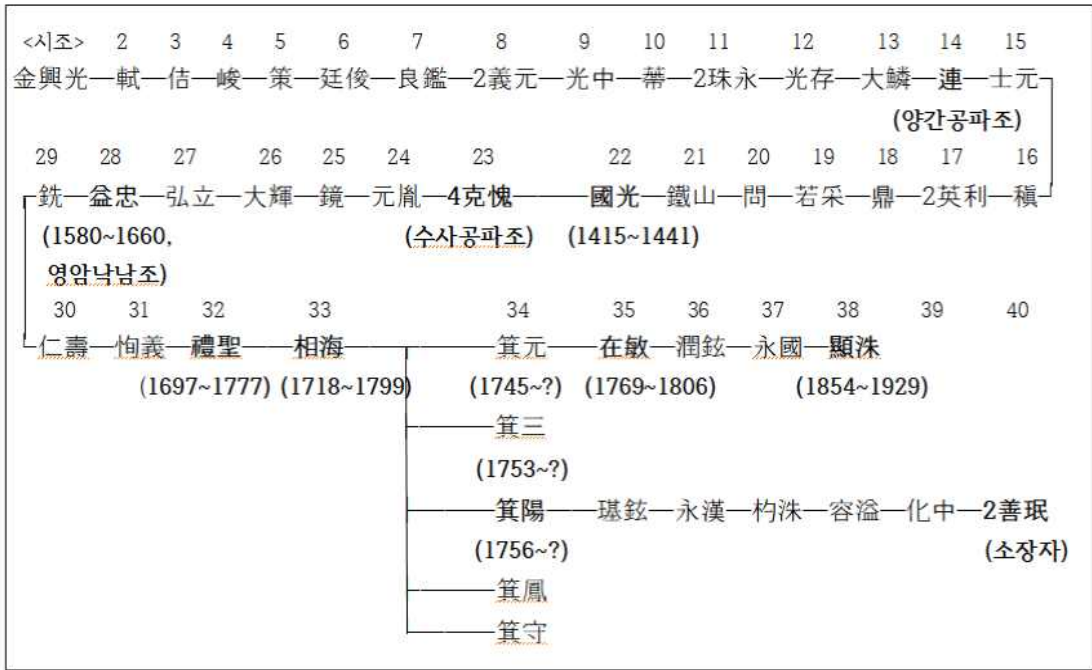 <시조> 2 3 4 5 6 7 8 9 10 11 12 13 14 15
金興光—軾—佶—峻—策—廷俊—良鑑—2義元—光中—蔕—2珠永—光存—大鱗—連—士元
(양간공파조)
29 28 27 26 25 24 23 22 21 20 19 18 17 16
銑—益忠—弘立—大輝—鏡—元胤—4克愧—國光—鐵山—問—若采—鼎—2英利—稹
(1580~1660, (수사공파조) (1415~1441)
영암낙남조)
30 31 32 33 34 35 36 37 38 39 40
仁壽—恂義—禮聖—相海—箕元—在敏—潤鉉—永國—顯洙
(1697~1777) (1718~1799) (1745~?) (1769~1806) (1854~1929)
箕三
(1753~?)
箕陽—璂鉉—永漢—杓洙—容溢—化中—2善珉
(1756~?) (소장자)
箕鳳
箕守